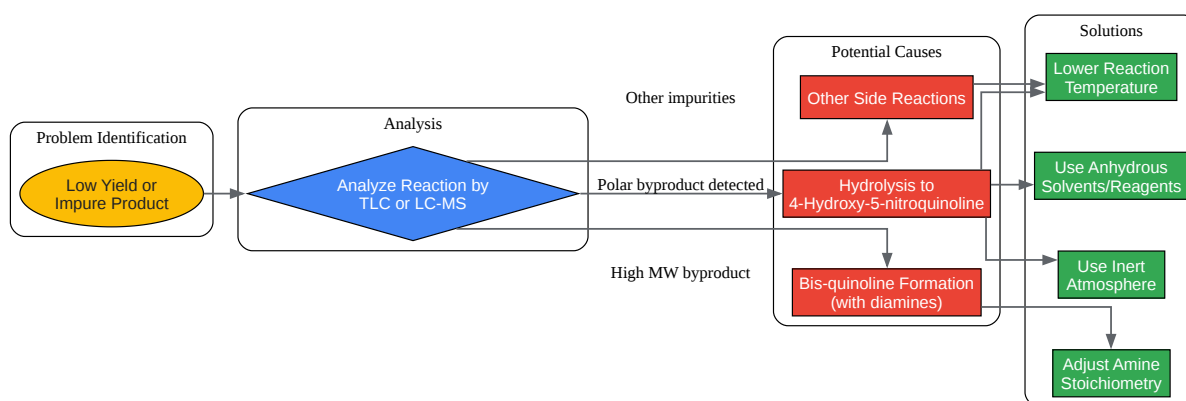 Problem Identification
Low Yield or
Impure Product
Analysis
Analyze Reaction by
TLC or LC-MS
Other impurities
Polar byproduct detected
High MW byproduct
Potential Causes
Other Side Reactions
Hydrolysis to
4-Hydroxy-5-nitroquinoline
Bis-quinoline Formation
(with diamines)
Solutions
Lower Reaction
Temperature
Use Anhydrous
Solvents/Reagents
Use Inert
Atmosphere
Adjust Amine
Stoichiometry